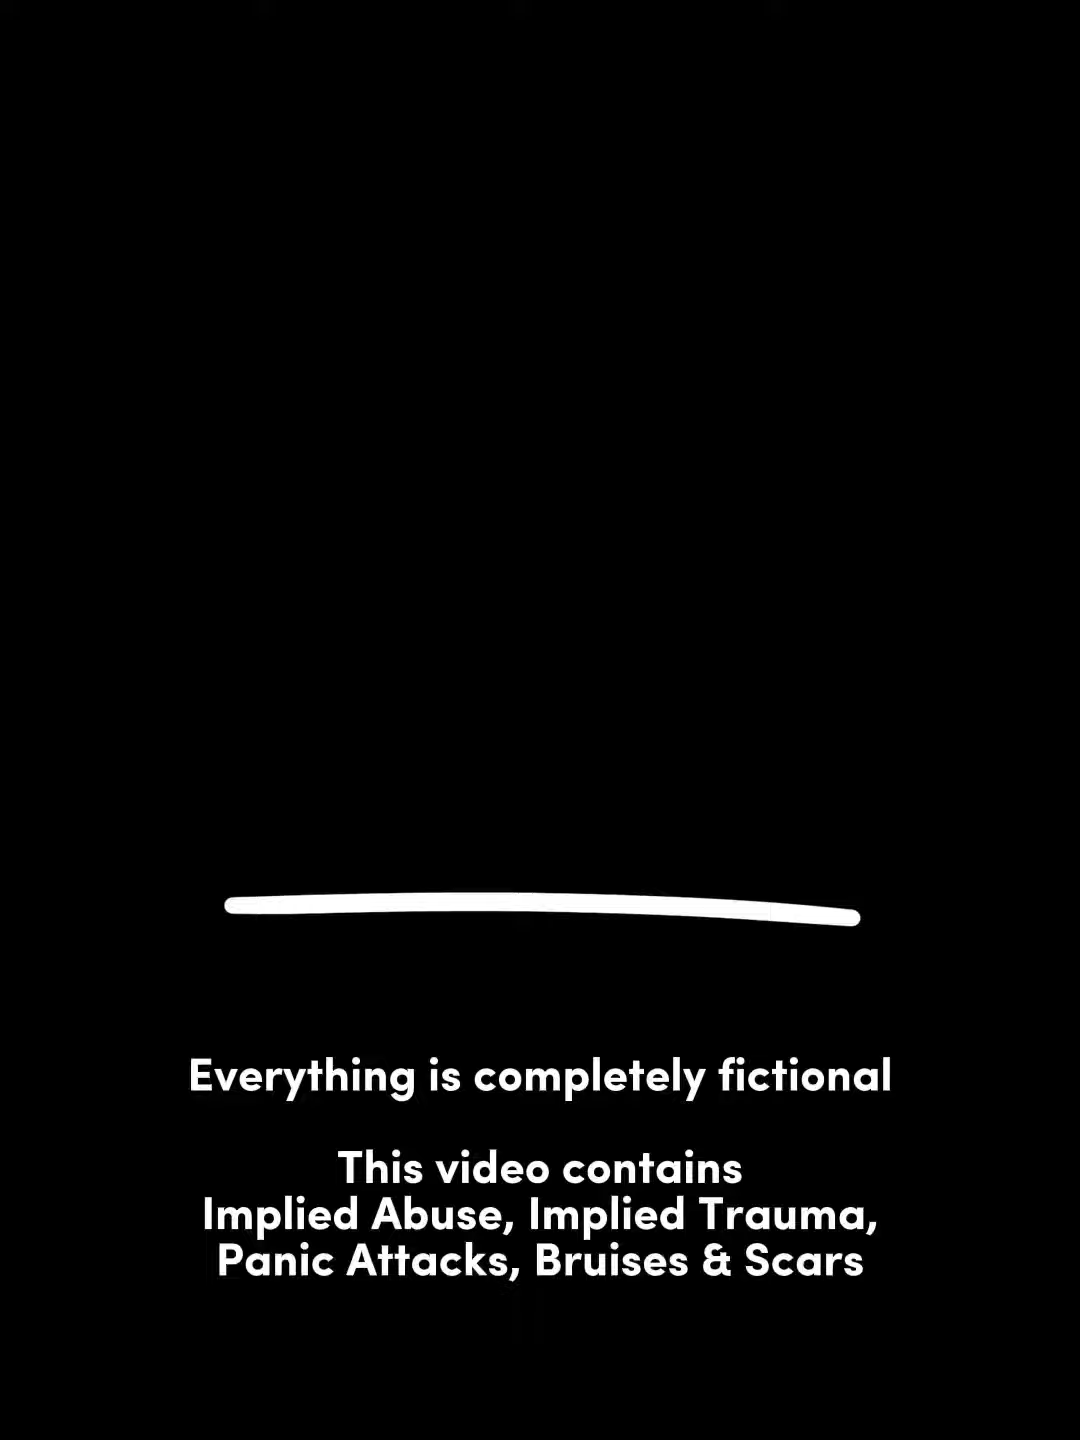 Everything is completely fictional
This video contains
Implied Abuse, Implied Trauma,
Panic Attacks, Bruises & Scars